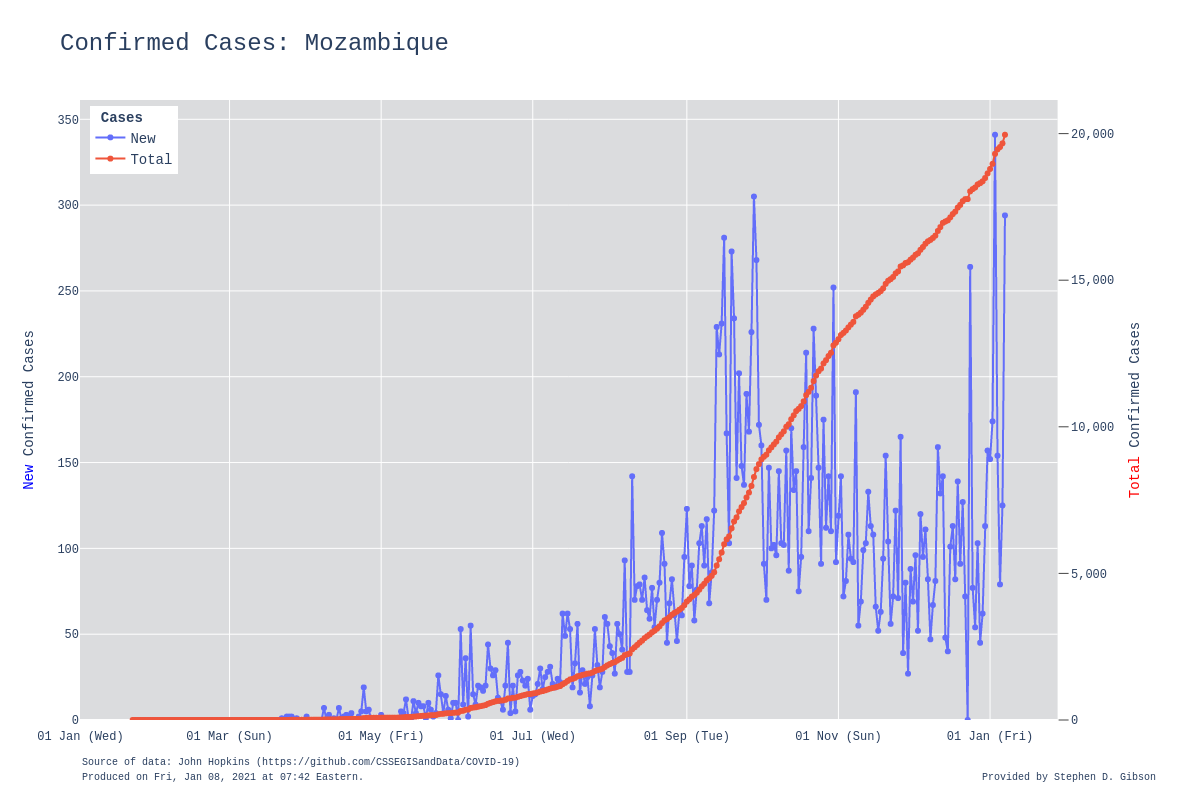 Confirmed Cases: Mozambique
Cases
New
Total
350
300
250
200
150
100
50
0
20,000
15,000
10,000
5,000
0
New Confirmed Cases
Total Confirmed Cases
01 Jan (Wed)
01 Mar (Sun)
01 May (Fri)
01 Jul (Wed)
01 Sep (Tue)
01 Nov (Sun)
01 Jan (Fri)
Source of data: John Hopkins (https://github.com/CSSEGISandData/COVID-19)
Produced on Fri, Jan 08, 2021 at 07:42 Eastern.
Provided by Stephen D. Gibson